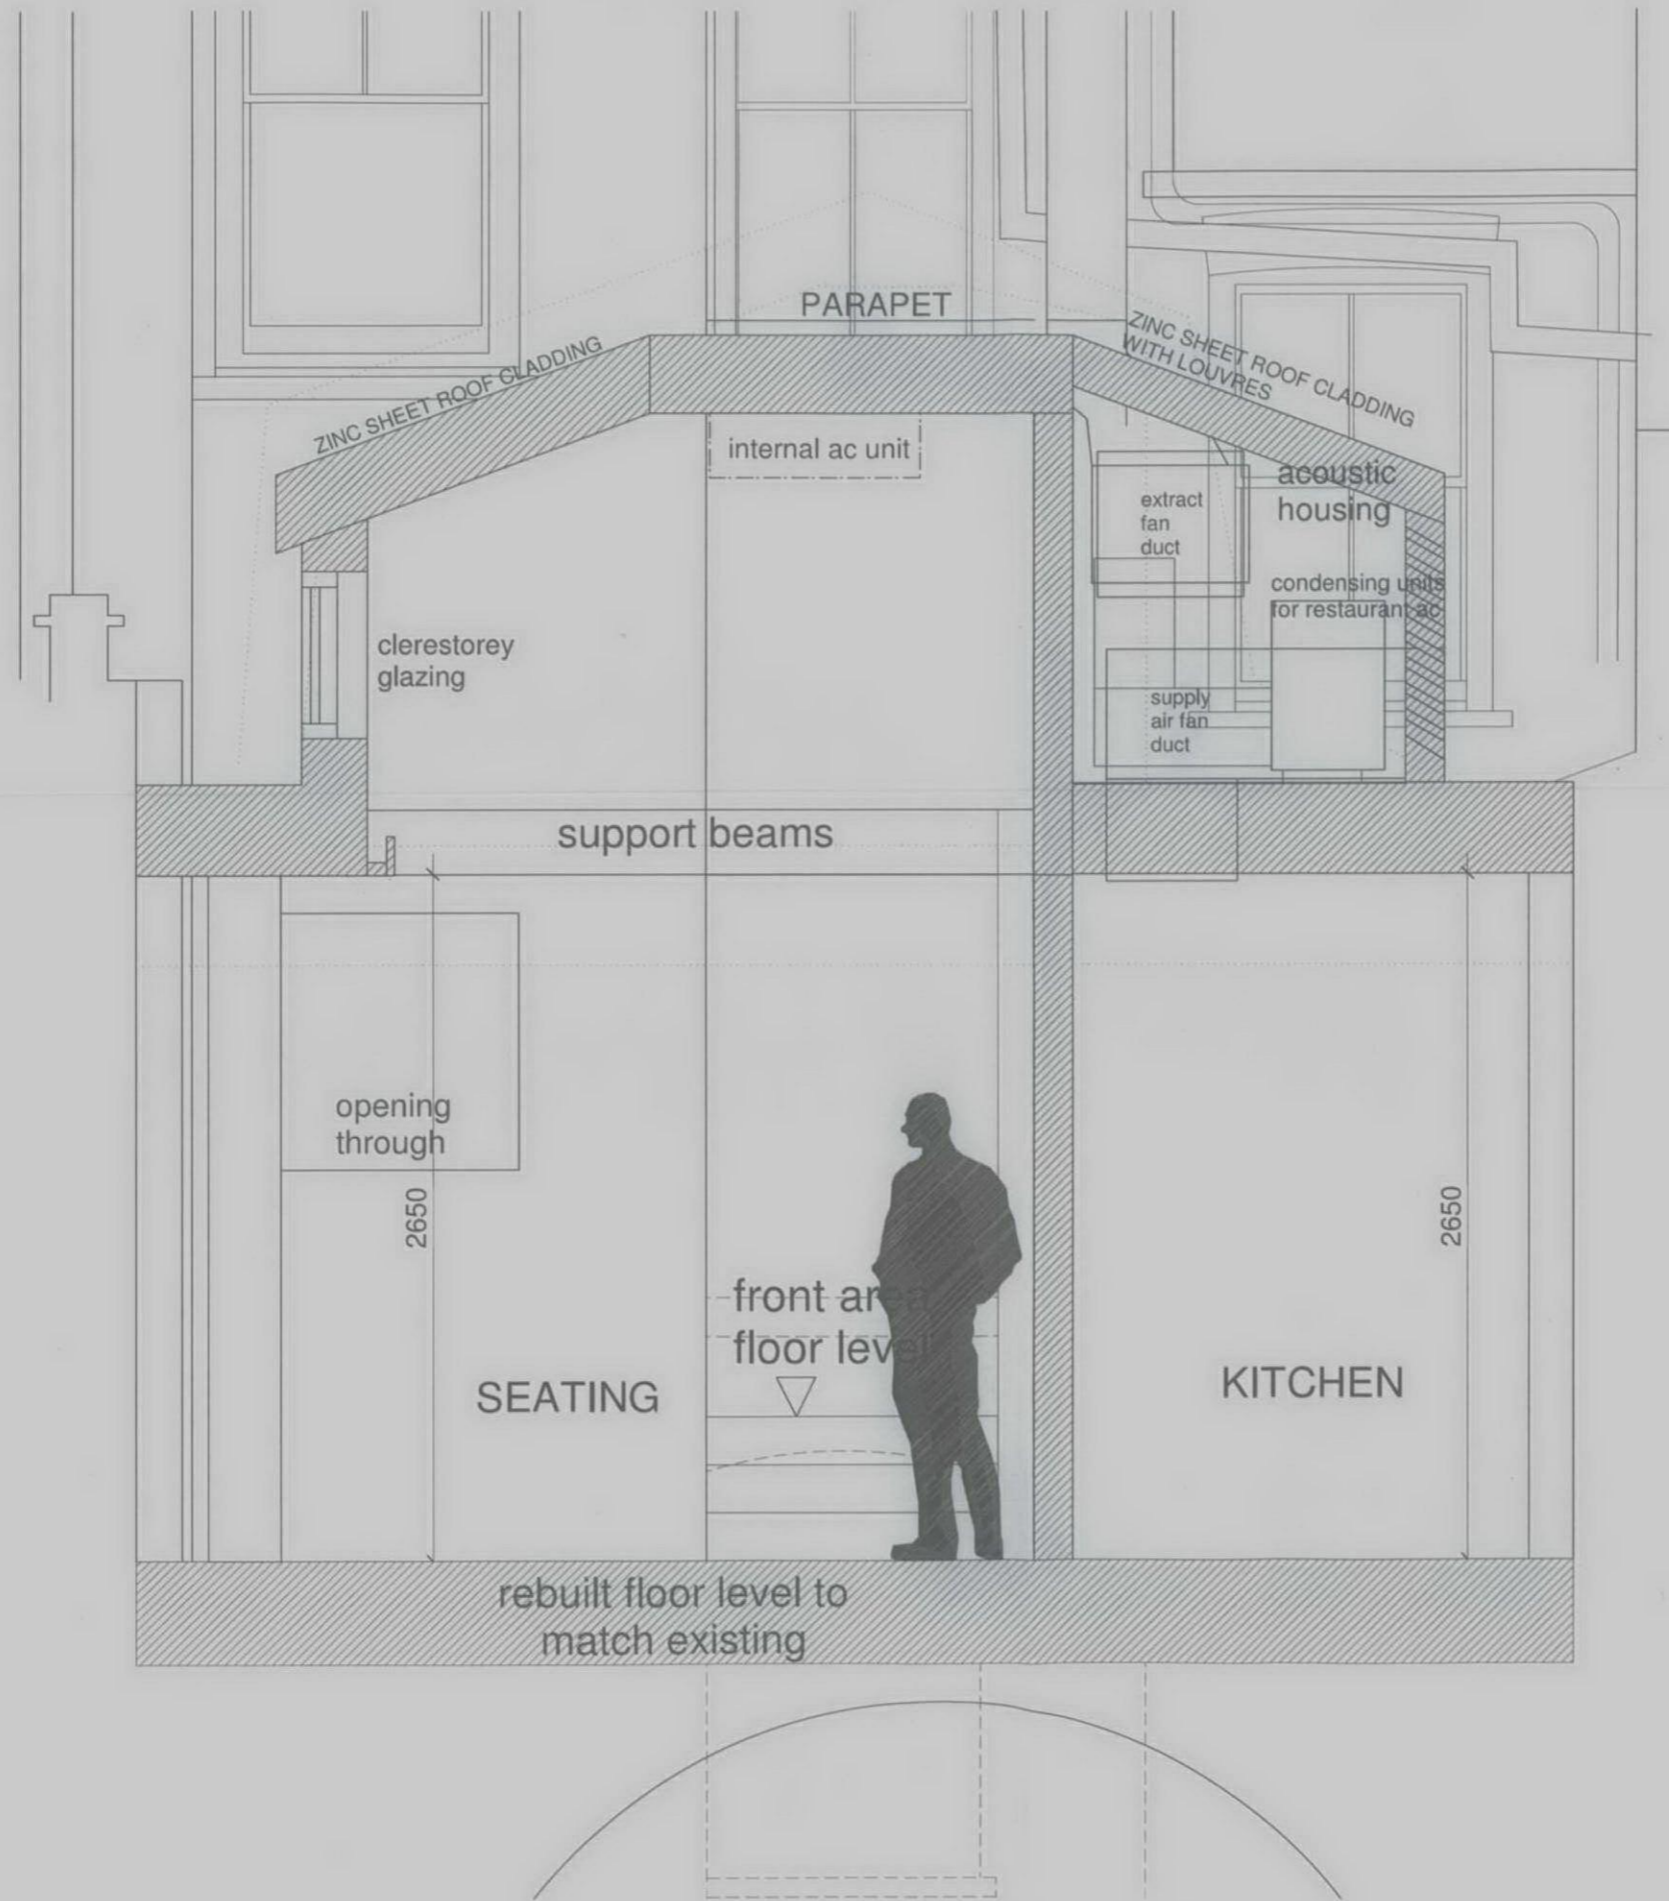 PARAPET
ZINC SHEET ROOF CLADDING
ZINC SHEET ROOF CLADDING
WITH LOUVRES
internal ac unit
extract
fan
duct
acoustic
housing
condensing units
for restaurant ac
clerestorey
glazing
supply
air fan
duct
support beams
opening
through
2650
2650
front area
floor level
SEATING
KITCHEN
rebuilt floor level to
match existing